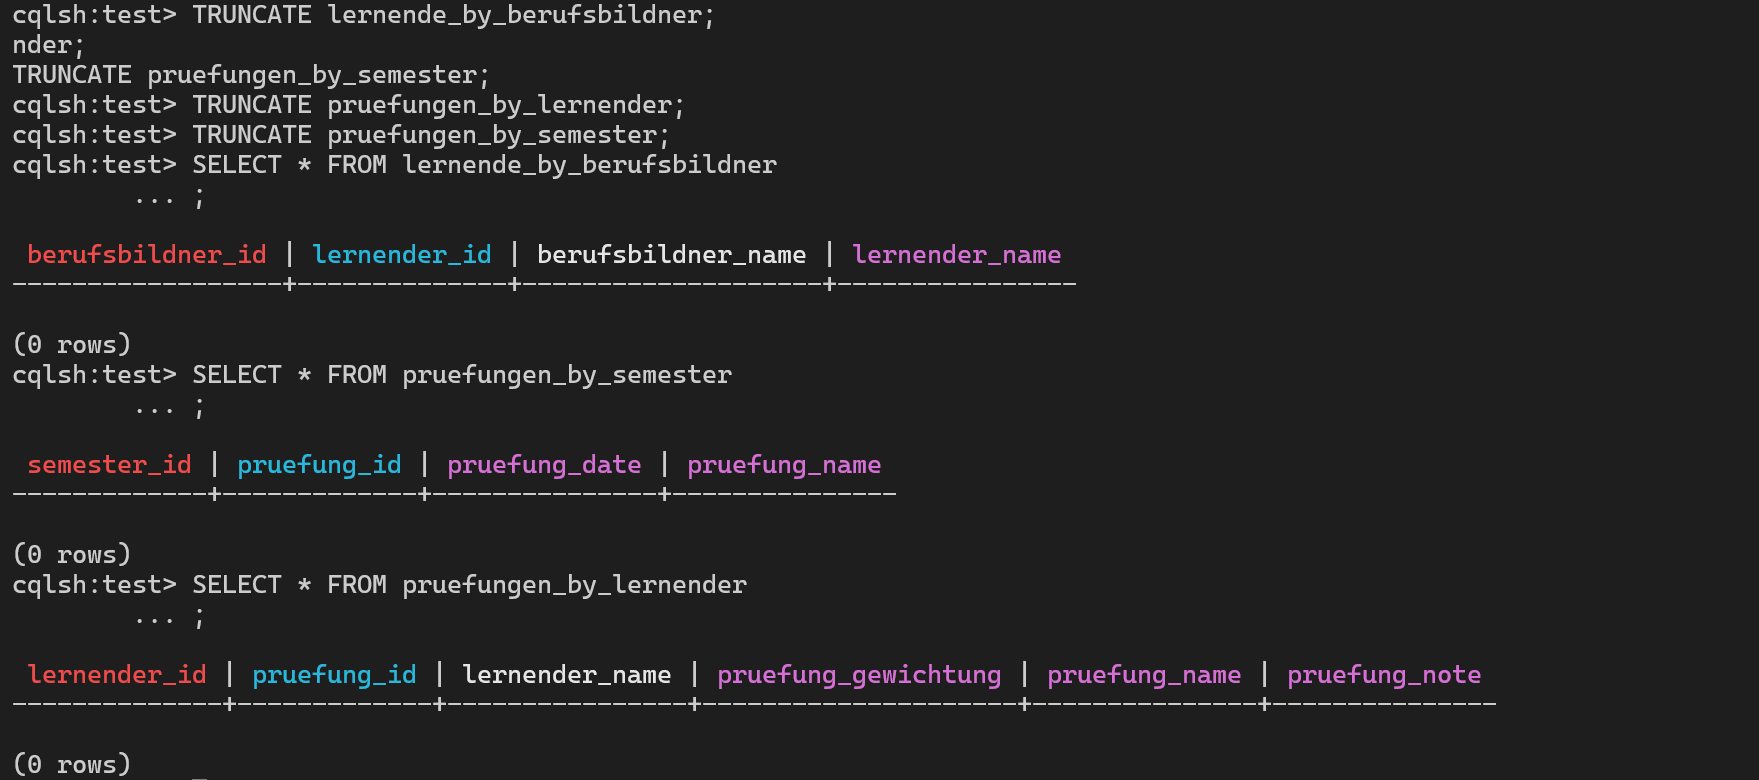 cqlsh:test> TRUNCATE lernende_by_berufsbildner;
nder;
TRUNCATE pruefungen_by_semester;
cqlsh:test> TRUNCATE pruefungen_by_lernender;
cqlsh:test> TRUNCATE pruefungen_by_semester;
cqlsh:test> SELECT * FROM lernende_by_berufsbildner
        ... ;
 berufsbildner_id | lernender_id | berufsbildner_name | lernender_name
------------------+--------------+--------------------+----------------
(0 rows)
cqlsh:test> SELECT * FROM pruefungen_by_semester
        ... ;
 semester_id | pruefung_id | pruefung_date | pruefung_name
-------------+-------------+---------------+---------------
(0 rows)
cqlsh:test> SELECT * FROM pruefungen_by_lernender
        ... ;
 lernender_id | pruefung_id | lernender_name | pruefung_gewichtung | pruefung_name | pruefung_note
--------------+-------------+----------------+---------------------+---------------+---------------
(0 rows)